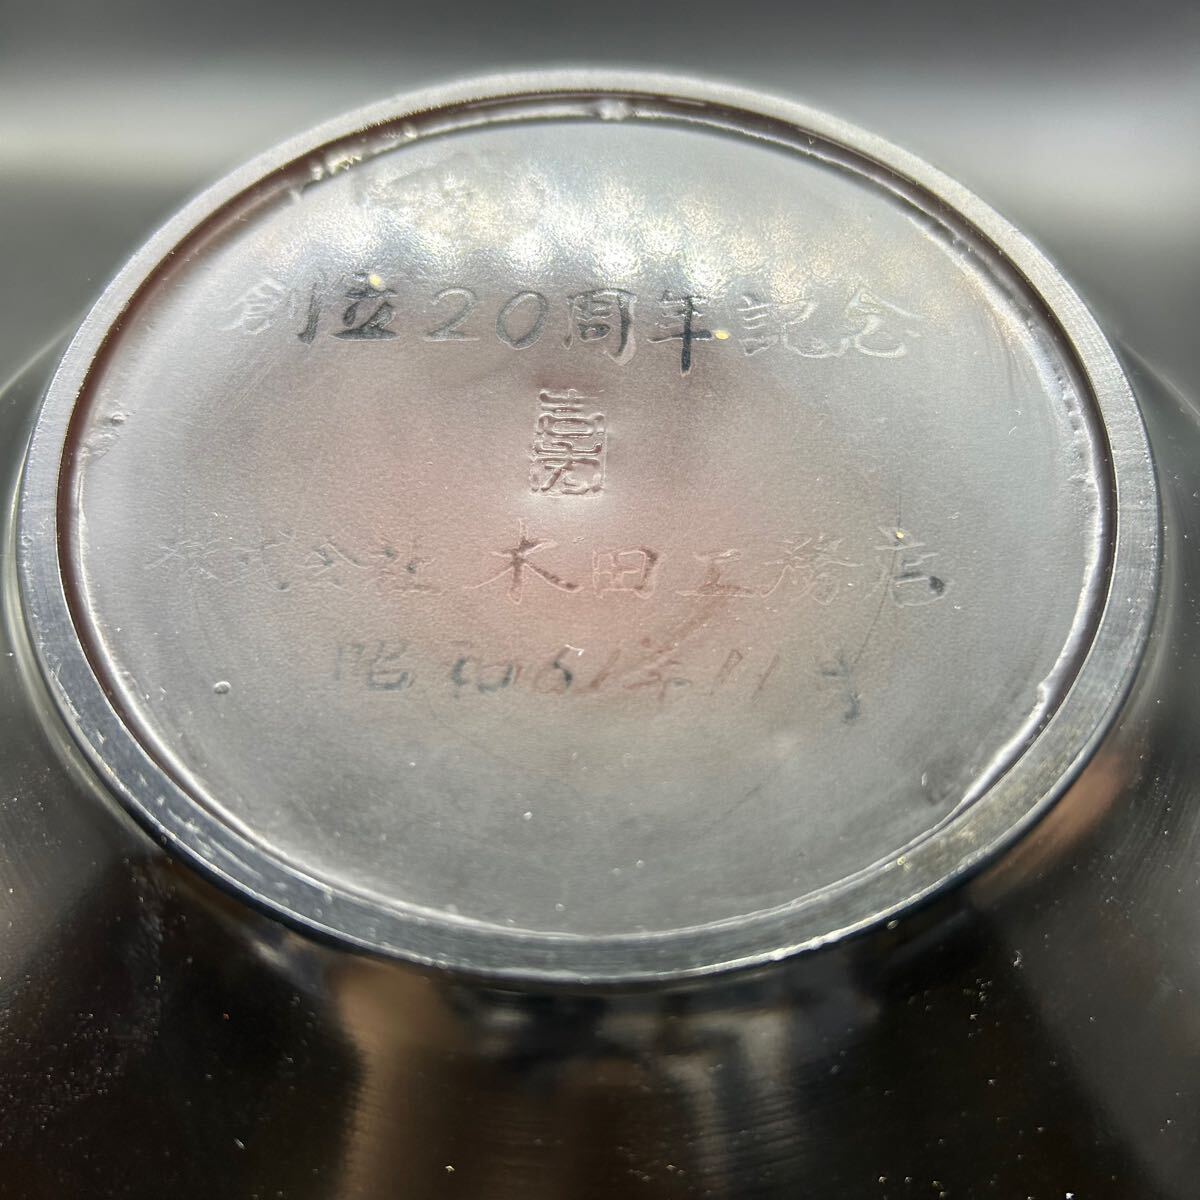 創立20周年記念
株式会社 木田工務店
昭和61年11月